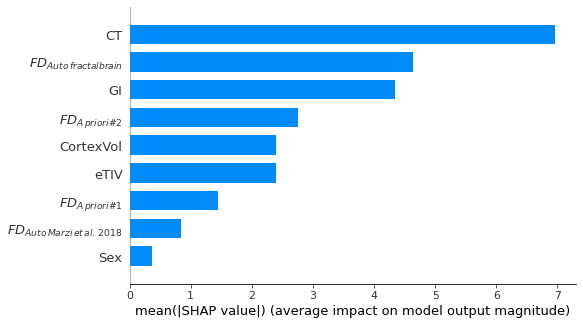 CT
FD_Auto fractalbrain
GI
FD_A priori#2
CortexVol
eTIV
FD_A priori#1
FD_Auto Marzi et al. 2018
Sex
0 1 2 3 4 5 6 7
mean(|SHAP value|) (average impact on model output magnitude)